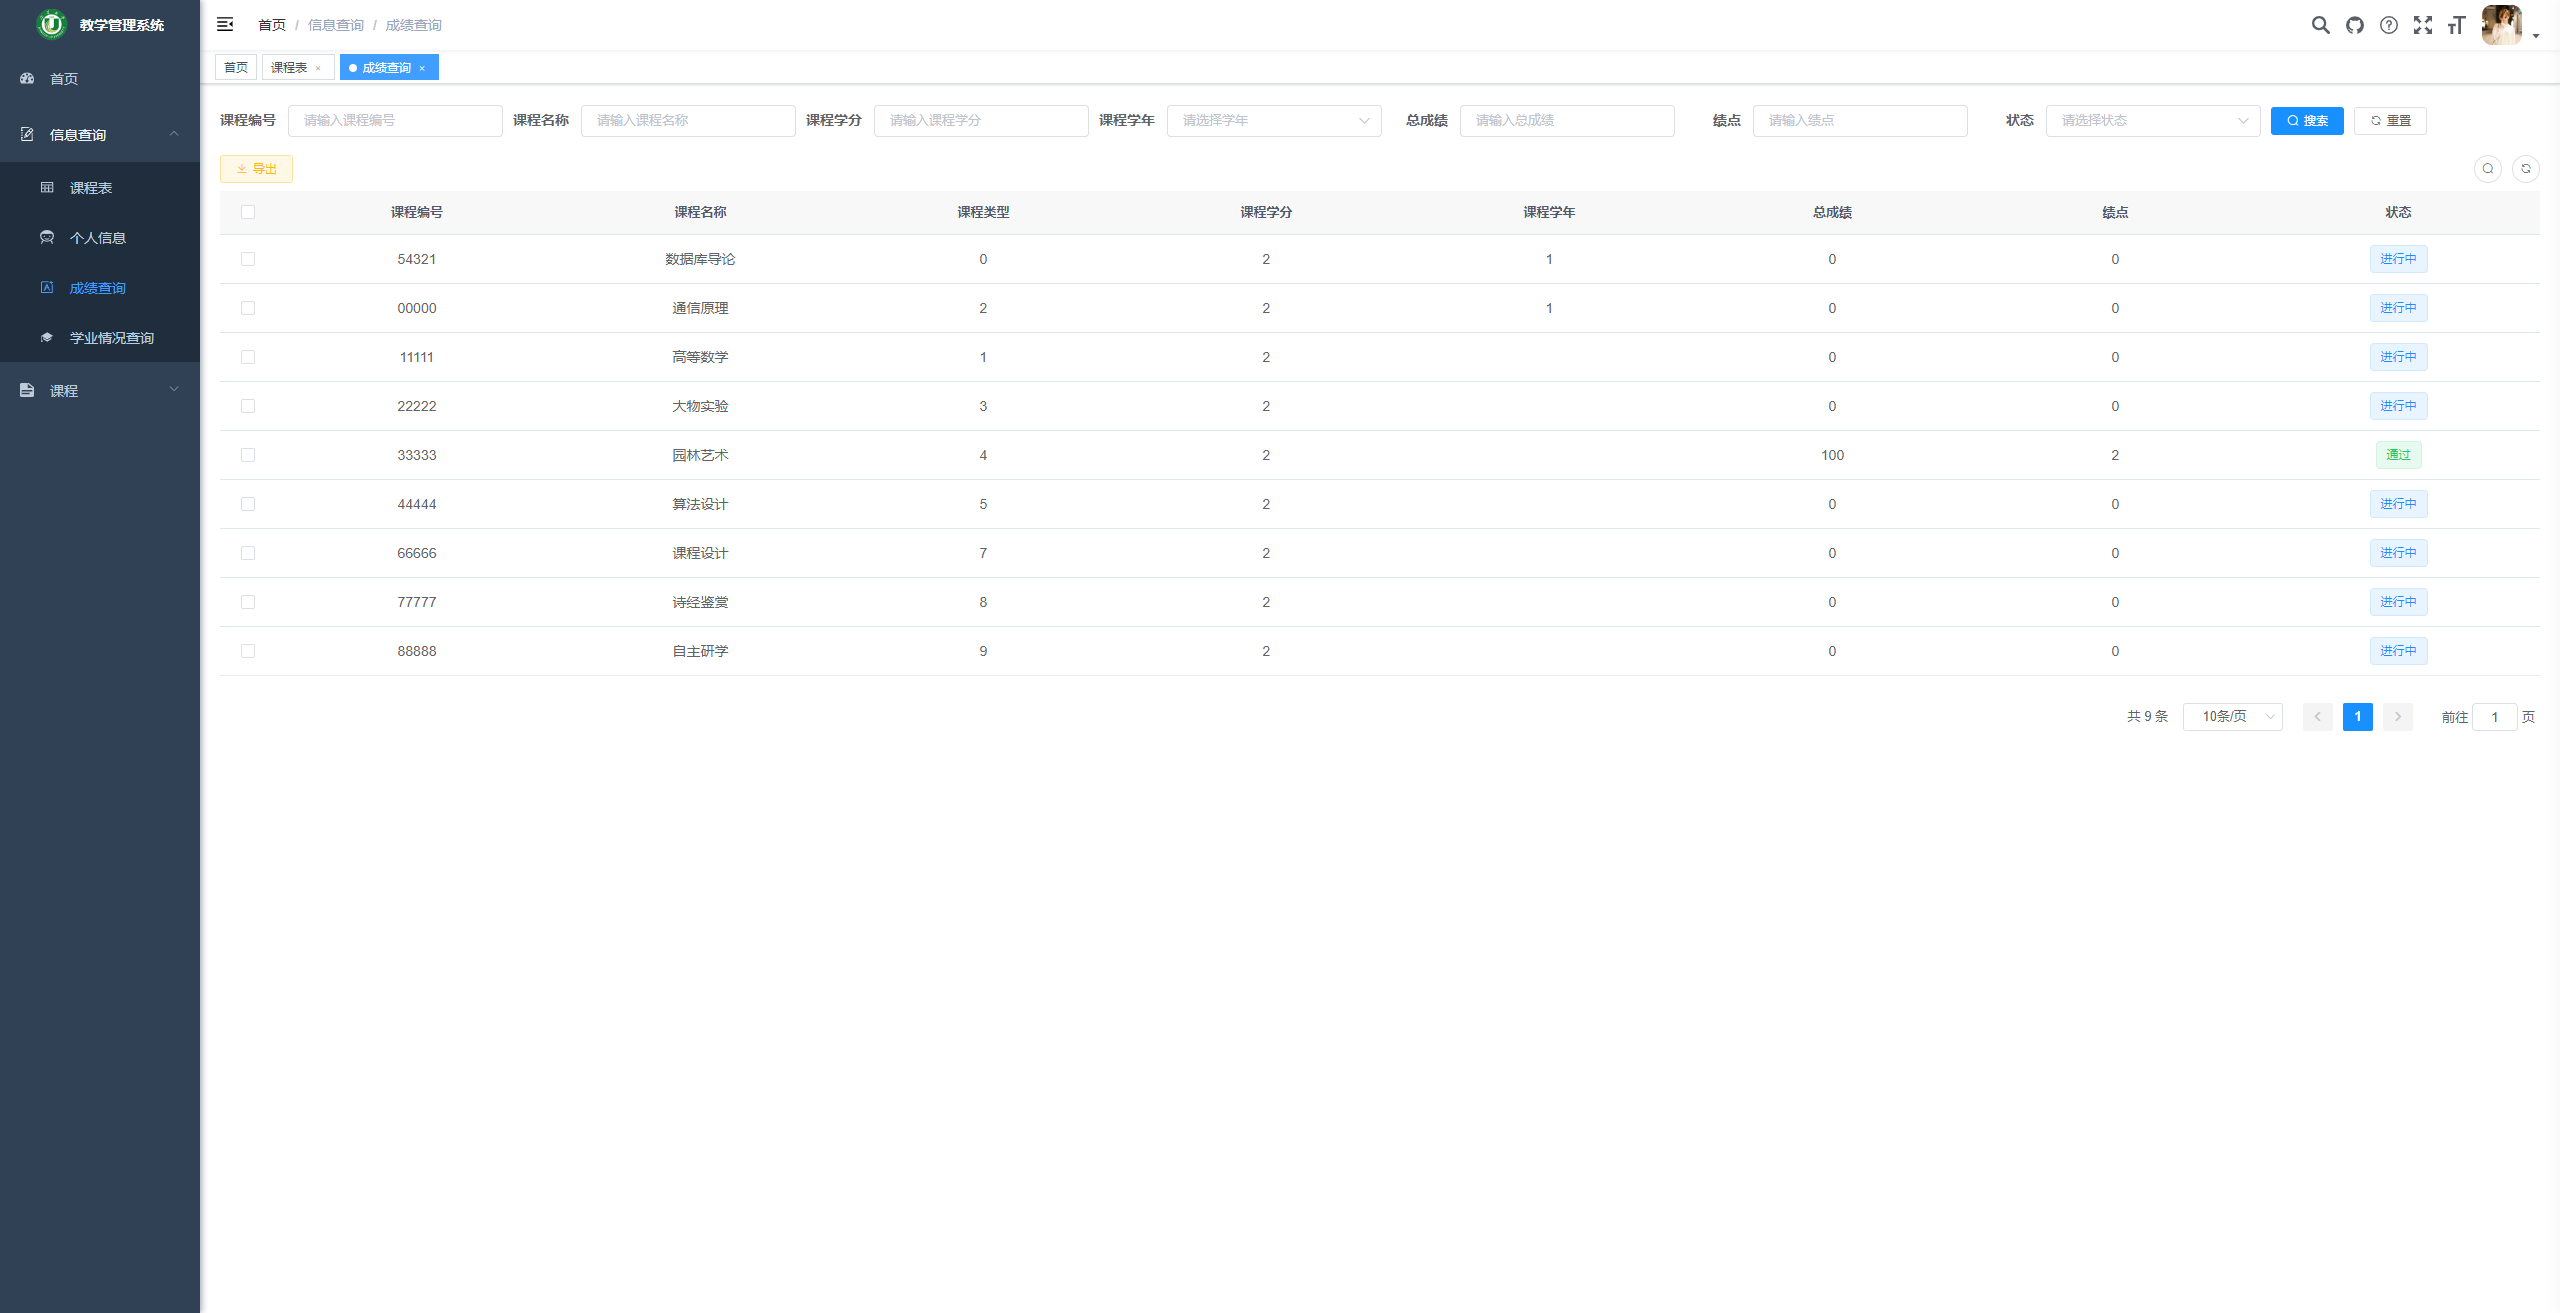 教学管理系统
首页
信息查询
课程表
个人信息
成绩查询
学业情况查询
课程
首页 / 信息查询 / 成绩查询
首页 课程表 × 成绩查询 ×
课程编号 请输入课程编号 课程名称 请输入课程名称 课程学分 请输入课程学分 课程学年 请选择学年 总成绩 请输入总成绩 绩点 请输入绩点 状态 请选择状态 搜索 重置
导出
课程编号 课程名称 课程类型 课程学分 课程学年 总成绩 绩点 状态
54321 数据库导论 0 2 1 0 0 进行中
00000 通信原理 2 2 1 0 0 进行中
11111 高等数学 1 2 0 0 进行中
22222 大物实验 3 2 0 0 进行中
33333 园林艺术 4 2 100 2 通过
44444 算法设计 5 2 0 0 进行中
66666 课程设计 7 2 0 0 进行中
77777 诗经鉴赏 8 2 0 0 进行中
88888 自主研学 9 2 0 0 进行中
共 9 条 10条/页 1 前往 1 页